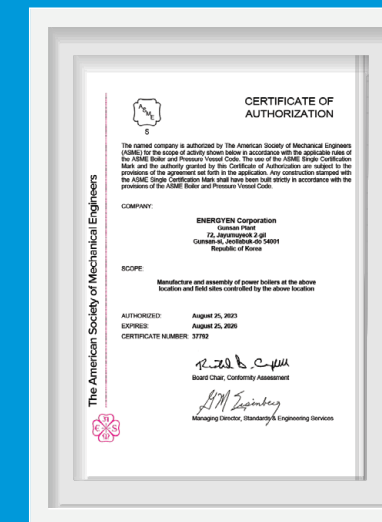 ASME
S
CERTIFICATE OF
AUTHORIZATION
The named company is authorized by The American Society of Mechanical Engineers
(ASME) for the scope of activity shown below in accordance with the applicable rules of
the ASME Boiler and Pressure Vessel Code. The use of the ASME Single Certification
Mark and the authority granted by this Certificate of Authorization are subject to the
provisions of the agreement set forth in the application. Any construction stamped with
the ASME Single Certification Mark shall have been built strictly in accordance with the
provisions of the ASME Boiler and Pressure Vessel Code.
COMPANY:
ENERGYEN Corporation
Gunsan Plant
72, Jayumuyeok 2-gil
Gunsan-si, Jeollabuk-do 54001
Republic of Korea
SCOPE:
Manufacture and assembly of power boilers at the above
location and field sites controlled by the above location
AUTHORIZED: August 25, 2023
EXPIRES: August 25, 2026
CERTIFICATE NUMBER: 37792
Board Chair, Conformity Assessment
Managing Director, Standards & Engineering Services
The American Society of Mechanical Engineers